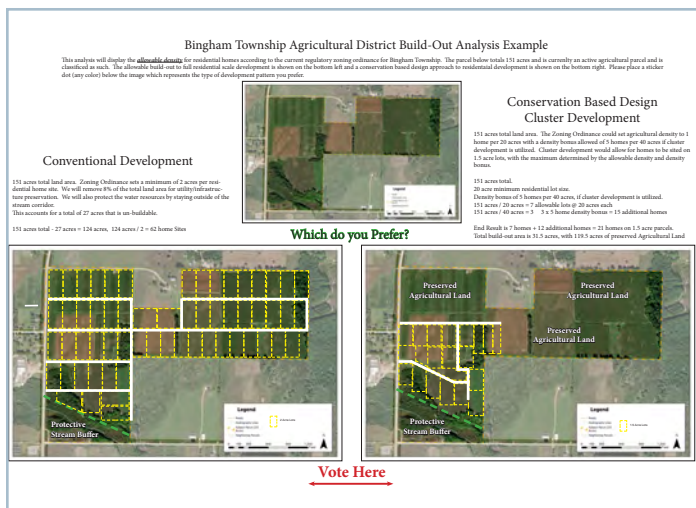 Bingham Township Agricultural District Build-Out Analysis Example
This analysis will display the allowable density for residential homes according to the current regulatory zoning ordinance for Bingham Township. The parcel below totals 151 acres and is currently an active agricultural parcel and is
classified as such. The allowable build-out to full residential scale development is shown on the bottom left and a conservation based design approach to residentaial development is shown on the bottom right. Please place a sticker
dot (any color) below the image which represents the type of development pattern you prefer.
Conventional Development
151 acres total land area. Zoning Ordinance sets a minimum of 2 acres per resi-
dential home site. We will remove 8% of the total land area for utility/infrastruc-
ture preservation. We will also protect the water resources by staying outside of the
stream corridor.
This accounts for a total of 27 acres that is un-buildable.
151 acres total - 27 acres = 124 acres, 124 acres / 2 = 62 home Sites
Conservation Based Design
Cluster Development
151 acres total land area. The Zoning Ordinance could set agricultural density to 1
home per 20 acres with a density bonus allowed of 5 homes per 40 acres if cluster
development is utilized. Cluster development would allow for homes to be sited on
1.5 acre lots, with the maximum determined by the allowable density and density
bonus.
151 acres total.
20 acre minimum residential lot size.
Density bonus of 5 homes per 40 acres, if cluster development is utilized.
151 acres / 20 acres = 7 allowable lots @ 20 acres each
151 acres / 40 acres = 3 3 x 5 home density bonus = 15 additional homes
End Result is 7 homes + 12 additional homes = 21 homes on 1.5 acre parcels.
Total build-out area is 31.5 acres, with 119.5 acres of preserved Agricultural Land
Which do you Prefer?
Protective
Stream Buffer
Legend
Preserved
Agricultural Land
Preserved
Agricultural Land
Preserved
Agricultural Land
Protective
Stream Buffer
Legend
Vote Here